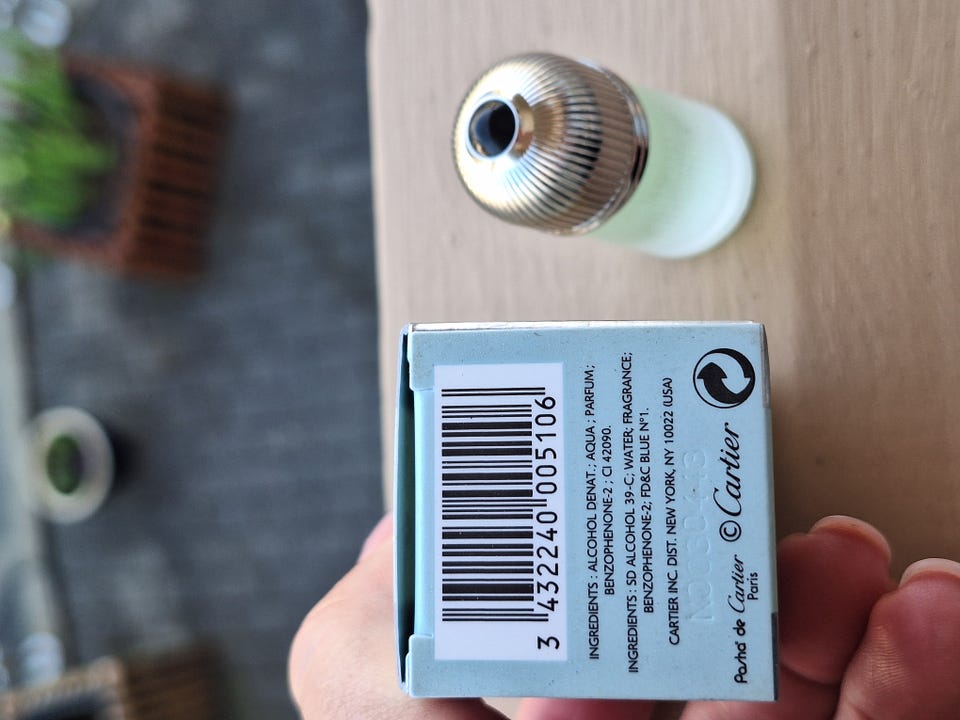 3 432240 005106
INGREDIENTS : ALCOHOL DENAT. ; AQUA ; PARFUM ;
BENZOPHENONE-2 ; CI 42090.
INGREDIENTS : SD ALCOHOL 39-C; WATER; FRAGRANCE;
BENZOPHENONE-2; FD&C BLUE N°1.
CARTIER INC. DIST. NEW YORK, NY 10022 (USA)
Pasha de Cartier © Cartier
Paris